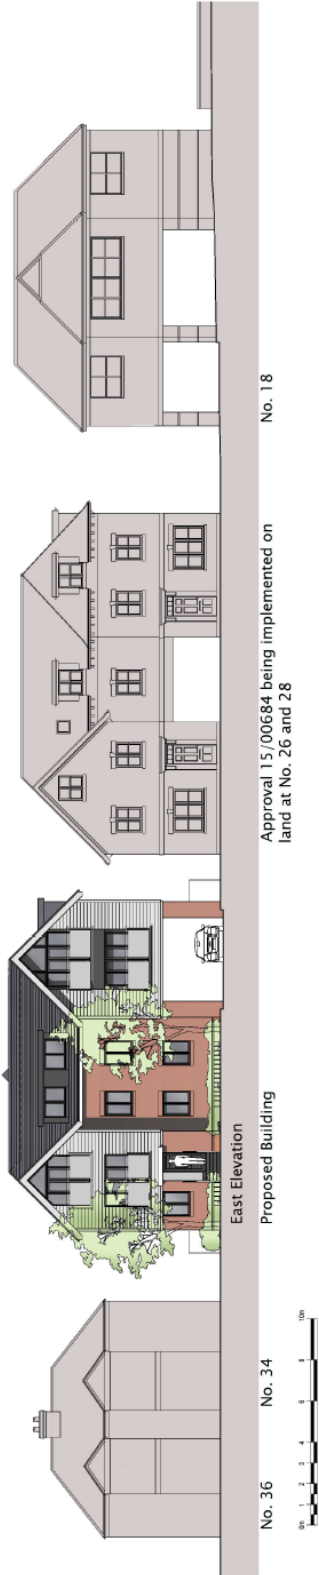 East Elevation
No. 36
No. 34
Proposed Building
Approval 15/00684 being implemented on
land at No. 26 and 28
No. 18
0m 1 2 3 4 6 8 10m